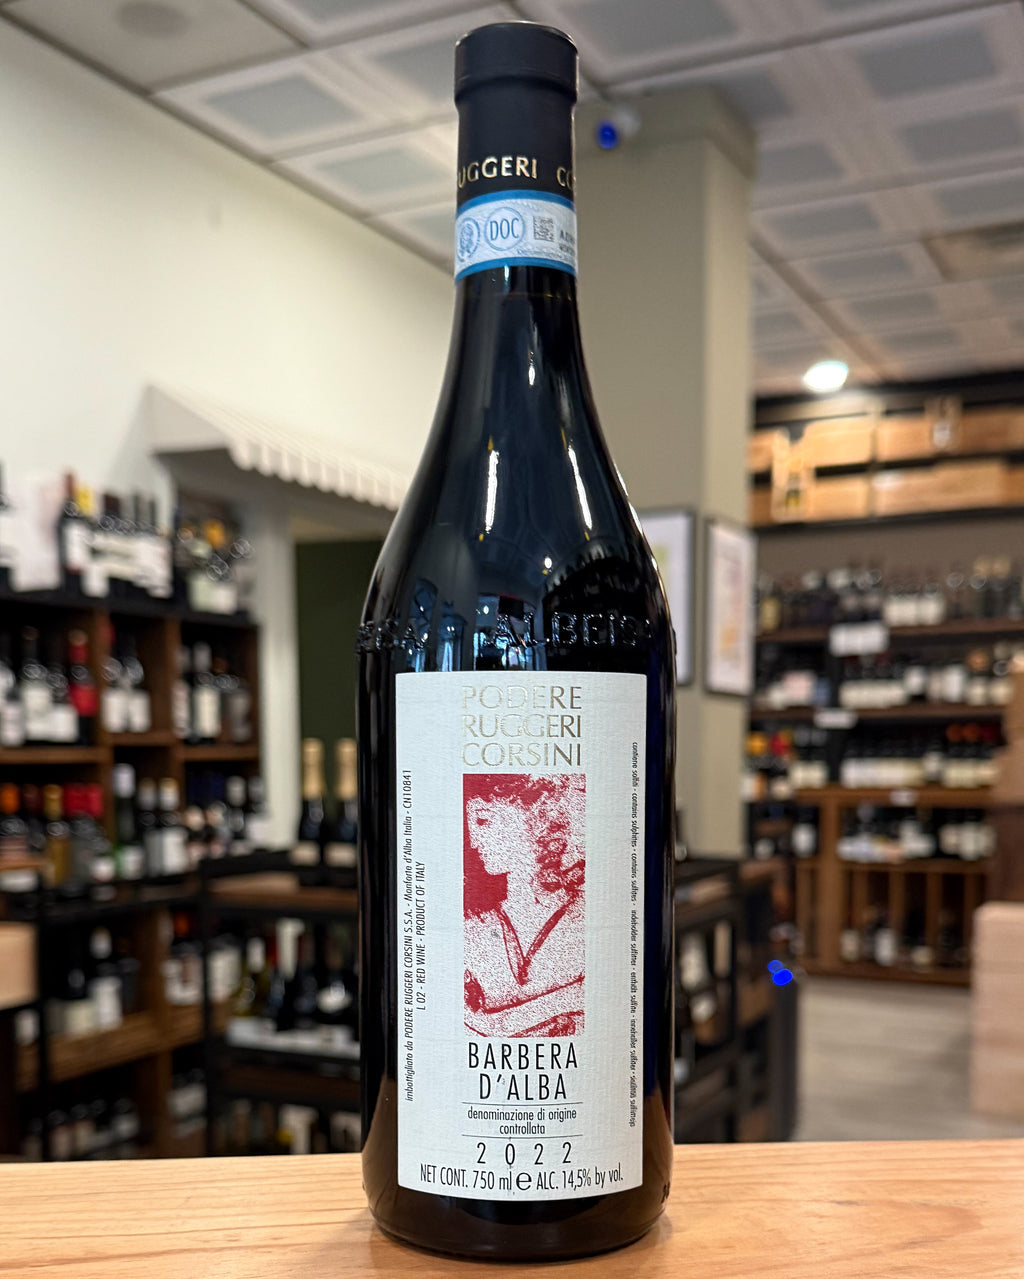 RUGGERI
DOC
ALBEIS
PODERE
RUGGERI
CORSINI
Imbottigliato da PODERE RUGGERI CORSINI S.S.A. - Monforte d'Alba Italia - CN10841
L 02 - RED WINE - PRODUCT OF ITALY
contiene solfiti - contains sulphites - contains sulfites -
BARBERA
D'ALBA
denominazione di origine
controllata
2022
NET CONT. 750 ml e ALC. 14,5% by vol.